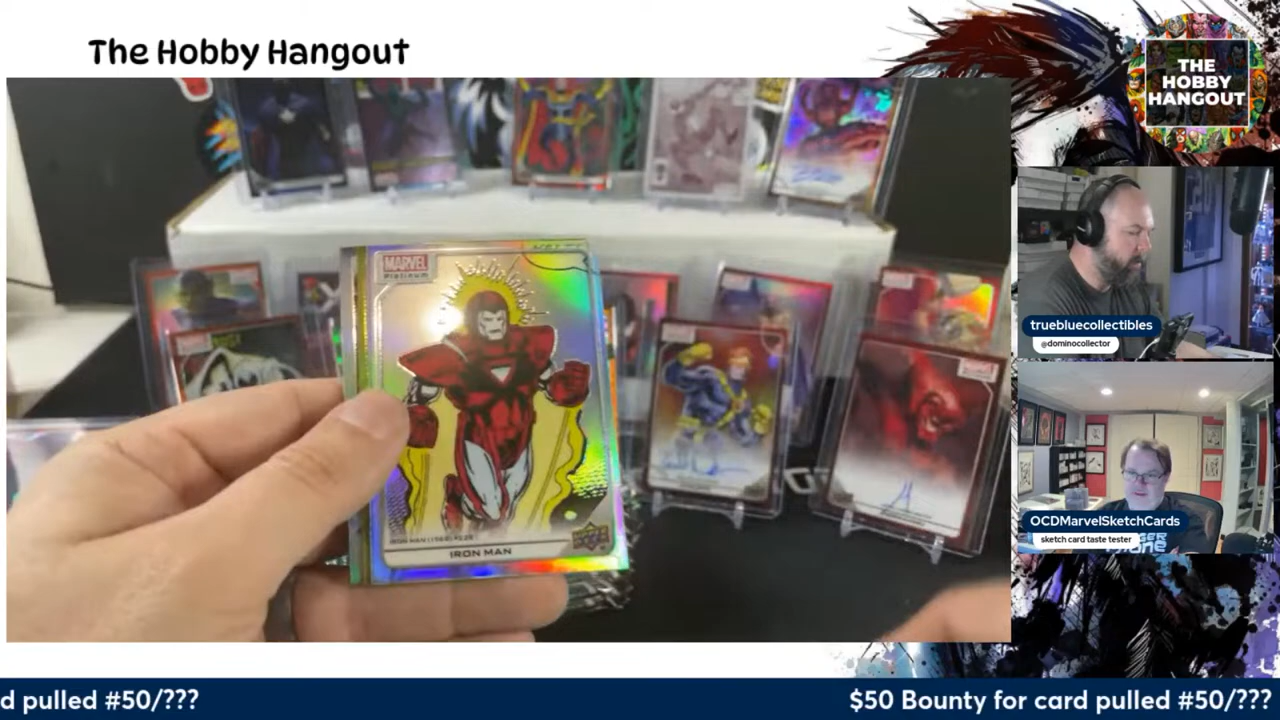 The Hobby Hangout
THE
HOBBY
HANGOUT
MARVEL
Platinum
IRON MAN
truebluecollectibles
@dominocollector
OCDMarvelSketchCards
sketch card taste tester
d pulled #50/???
$50 Bounty for card pulled #50/???